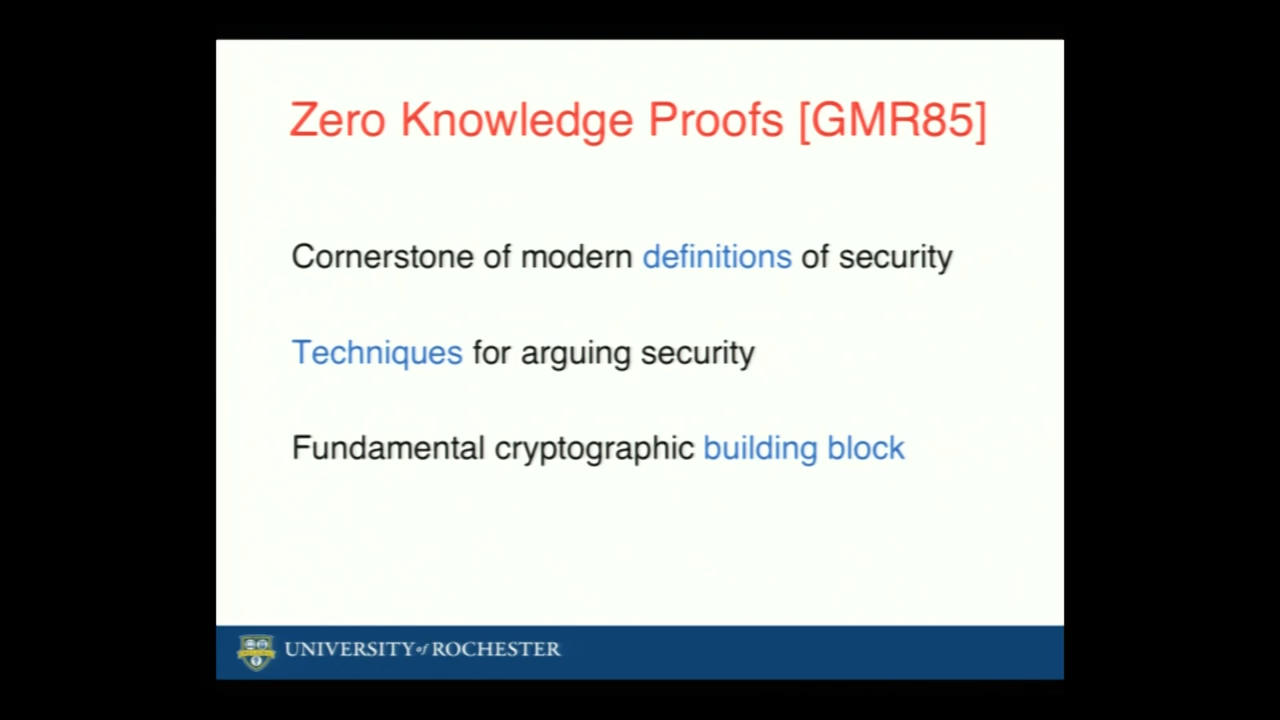 Zero Knowledge Proofs [GMR85]
Cornerstone of modern definitions of security
Techniques for arguing security
Fundamental cryptographic building block
UNIVERSITY of ROCHESTER